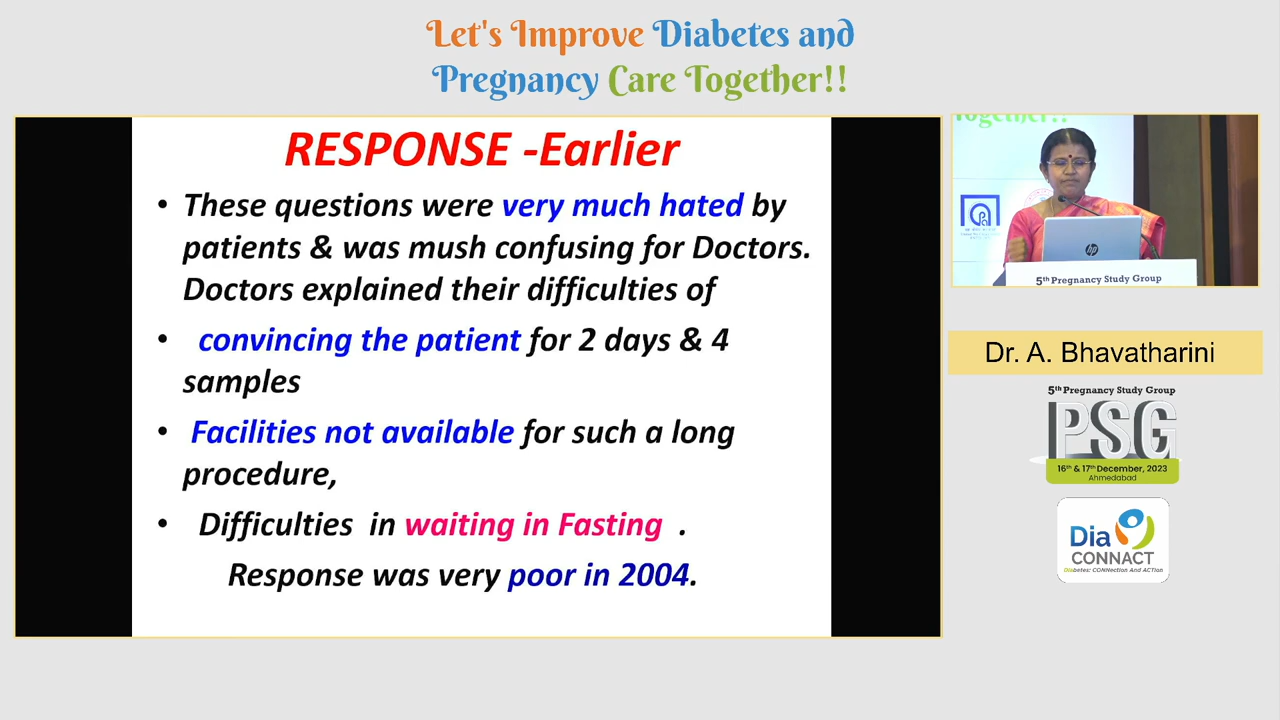 Let's Improve Diabetes and
Pregnancy Care Together!!
RESPONSE -Earlier
• These questions were very much hated by
patients & was mush confusing for Doctors.
Doctors explained their difficulties of
• convincing the patient for 2 days & 4
samples
• Facilities not available for such a long
procedure,
• Difficulties in waiting in Fasting .
Response was very poor in 2004.
Together!!
hp
5th Pregnancy Study Group
Dr. A. Bhavatharini
5th Pregnancy Study Group
PSG
16th & 17th December, 2023
Ahmedabad
Dia
CONNACT
Diabetes: CONNection And ACTion